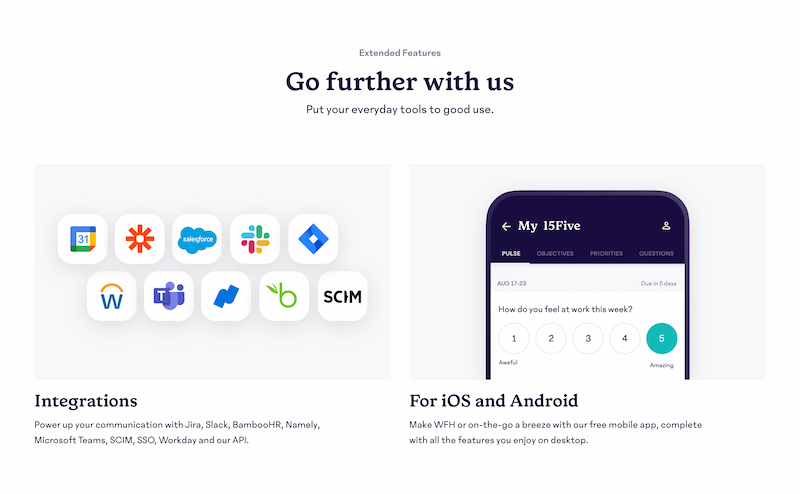 Extended Features
Go further with us
Put your everyday tools to good use.
31
salesforce
W
T
b
SCIM
My 15Five
PULSE OBJECTIVES PRIORITIES QUESTIONS
AUG 17-23 Due in 5 days
How do you feel at work this week?
1 2 3 4 5
Aweful Amazing
Integrations
Power up your communication with Jira, Slack, BambooHR, Namely,
Microsoft Teams, SCIM, SSO, Workday and our API.
For iOS and Android
Make WFH or on-the-go a breeze with our free mobile app, complete
with all the features you enjoy on desktop.